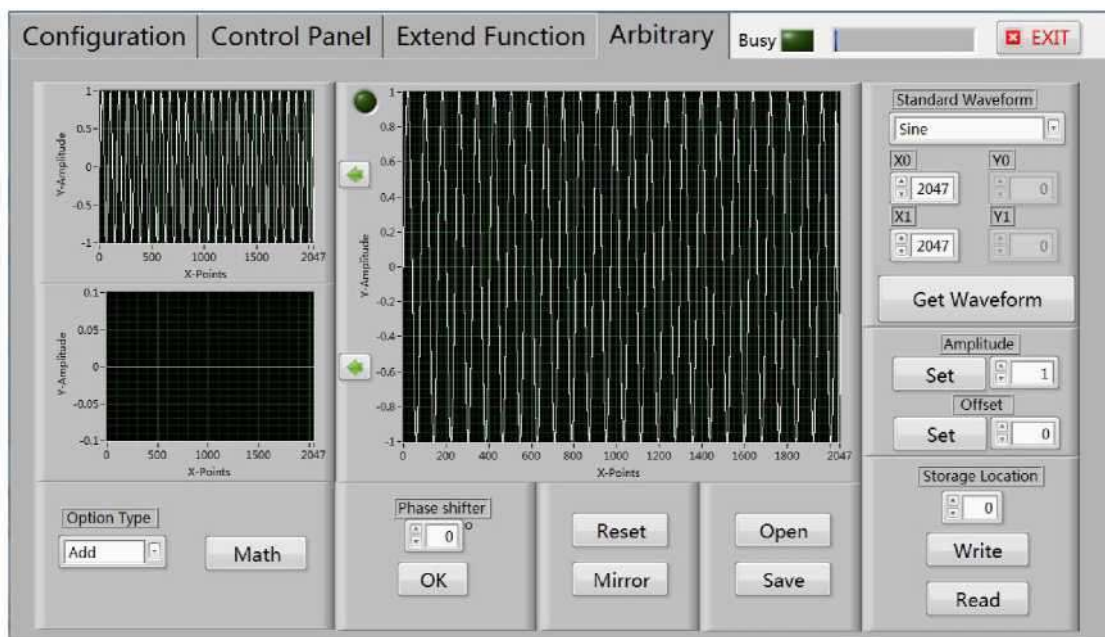 Configuration Control Panel Extend Function Arbitrary Busy EXIT
1
0.5
0
-0.5
-1
Y-Amplitude
0 500 1000 1500 2047
X-Points
0.1
0.05
0
-0.05
-0.1
Y-Amplitude
0 500 1000 1500 2047
X-Points
1
0.8
0.6
0.4
0.2
0
-0.2
-0.4
-0.6
-0.8
-1
Y-Amplitude
0 200 400 600 800 1000 1200 1400 1600 1800 2047
X-Points
Standard Waveform
Sine
X0 Y0
2047 0
X1 Y1
2047 0
Get Waveform
Amplitude
Set 1
Offset
Set 0
Storage Location
0
Write
Read
Option Type
Add Math
Phase shifter
0 °
OK
Reset
Mirror
Open
Save